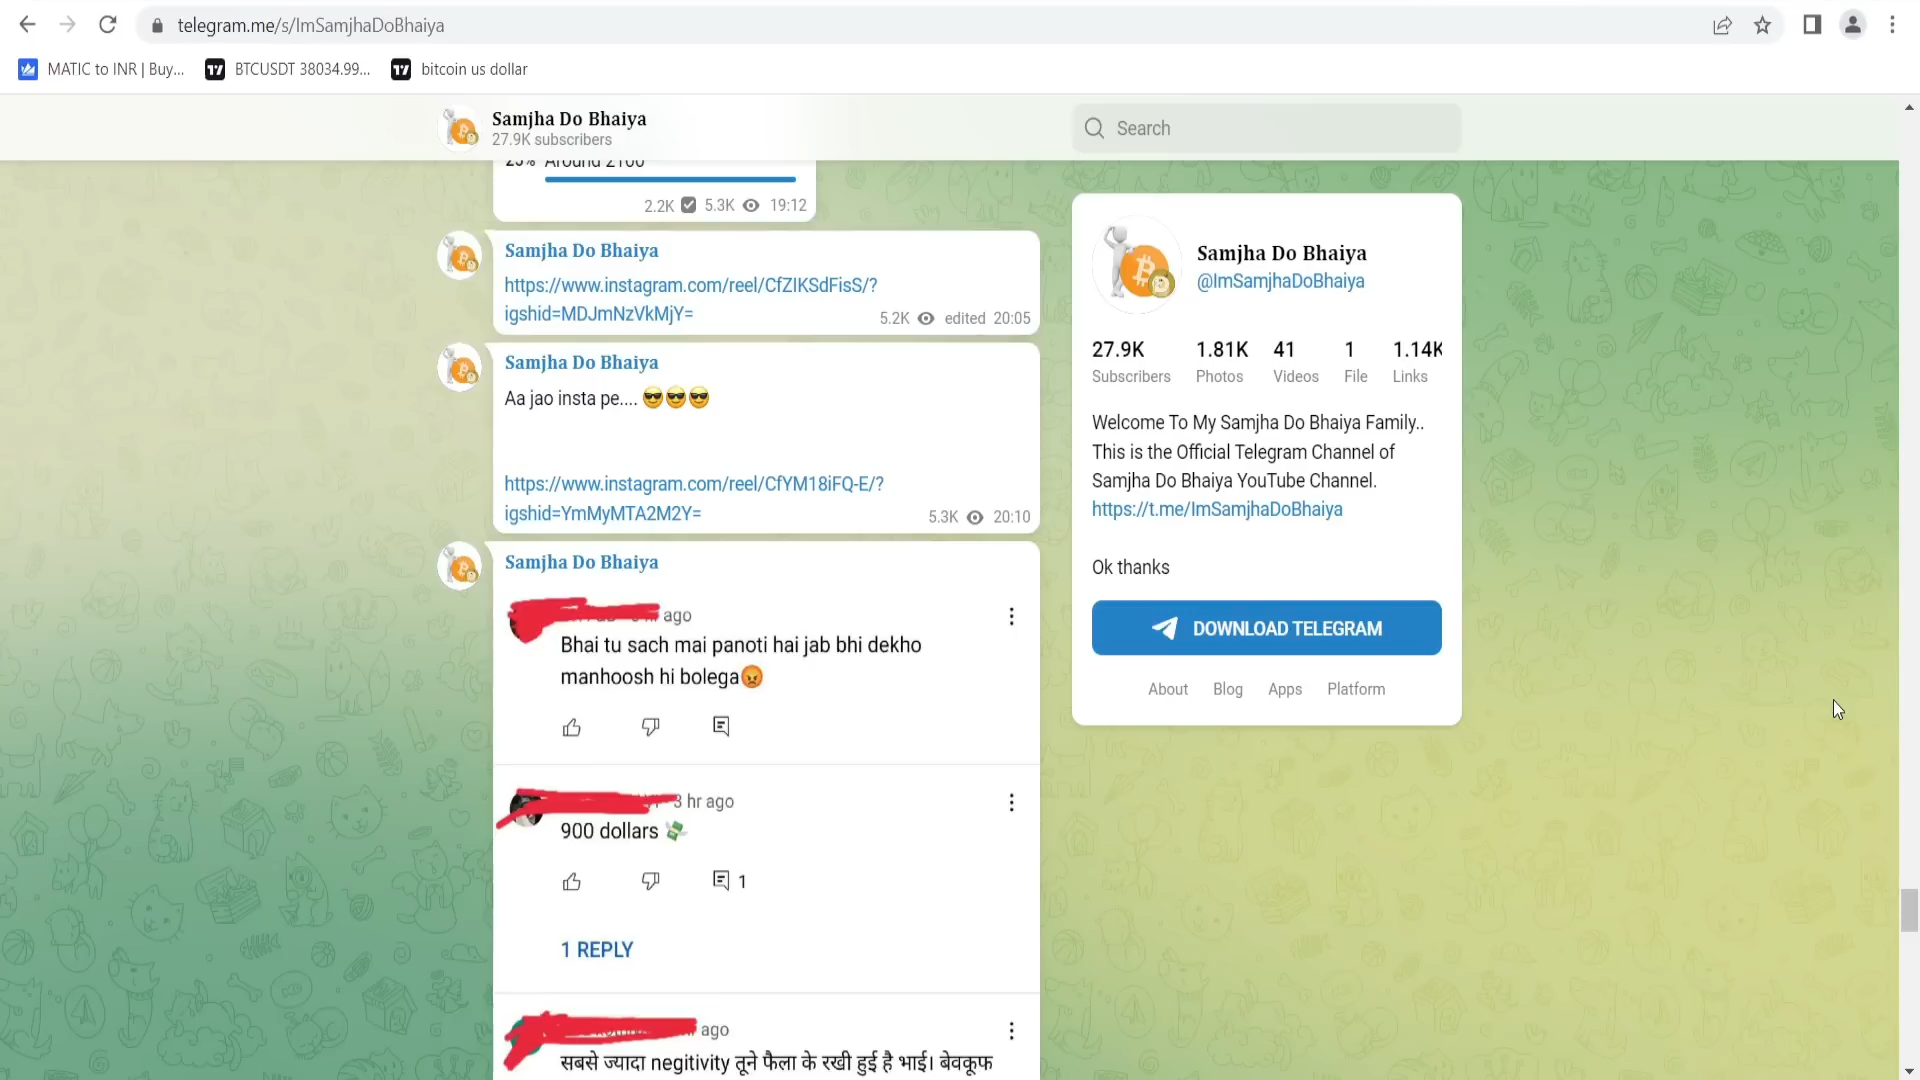 telegram.me/s/ImSamjhaDoBhaiya
MATIC to INR | Buy...
BTCUSDT 38034.99...
bitcoin us dollar
Samjha Do Bhaiya
27.9K subscribers
Search
25% Around 2100
2.2K 5.3K 19:12
Samjha Do Bhaiya
https://www.instagram.com/reel/CfZIKSdFisS/?
igshid=MDJmNzVkMjY=
5.2K edited 20:05
Samjha Do Bhaiya
Aa jao insta pe.... 😎😎😎
https://www.instagram.com/reel/CfYM18iFQ-E/?
igshid=YmMyMTA2M2Y=
5.3K 20:10
Samjha Do Bhaiya
ago
Bhai tu sach mai panoti hai jab bhi dekho
manhoosh hi bolega😡
3 hr ago
900 dollars 💸
1
1 REPLY
ago
सबसे ज्यादा negitivity तूने फैला के रखी हुई है भाई। बेवकूफ
Samjha Do Bhaiya
@ImSamjhaDoBhaiya
27.9K 1.81K 41 1 1.14K
Subscribers Photos Videos File Links
Welcome To My Samjha Do Bhaiya Family..
This is the Official Telegram Channel of
Samjha Do Bhaiya YouTube Channel.
https://t.me/ImSamjhaDoBhaiya
Ok thanks
DOWNLOAD TELEGRAM
About Blog Apps Platform